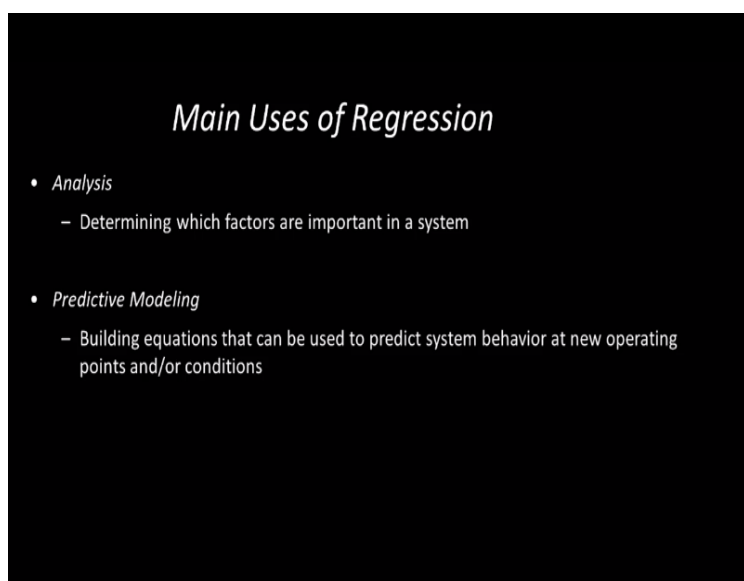 Main Uses of Regression
• Analysis
– Determining which factors are important in a system
• Predictive Modeling
– Building equations that can be used to predict system behavior at new operating
points and/or conditions